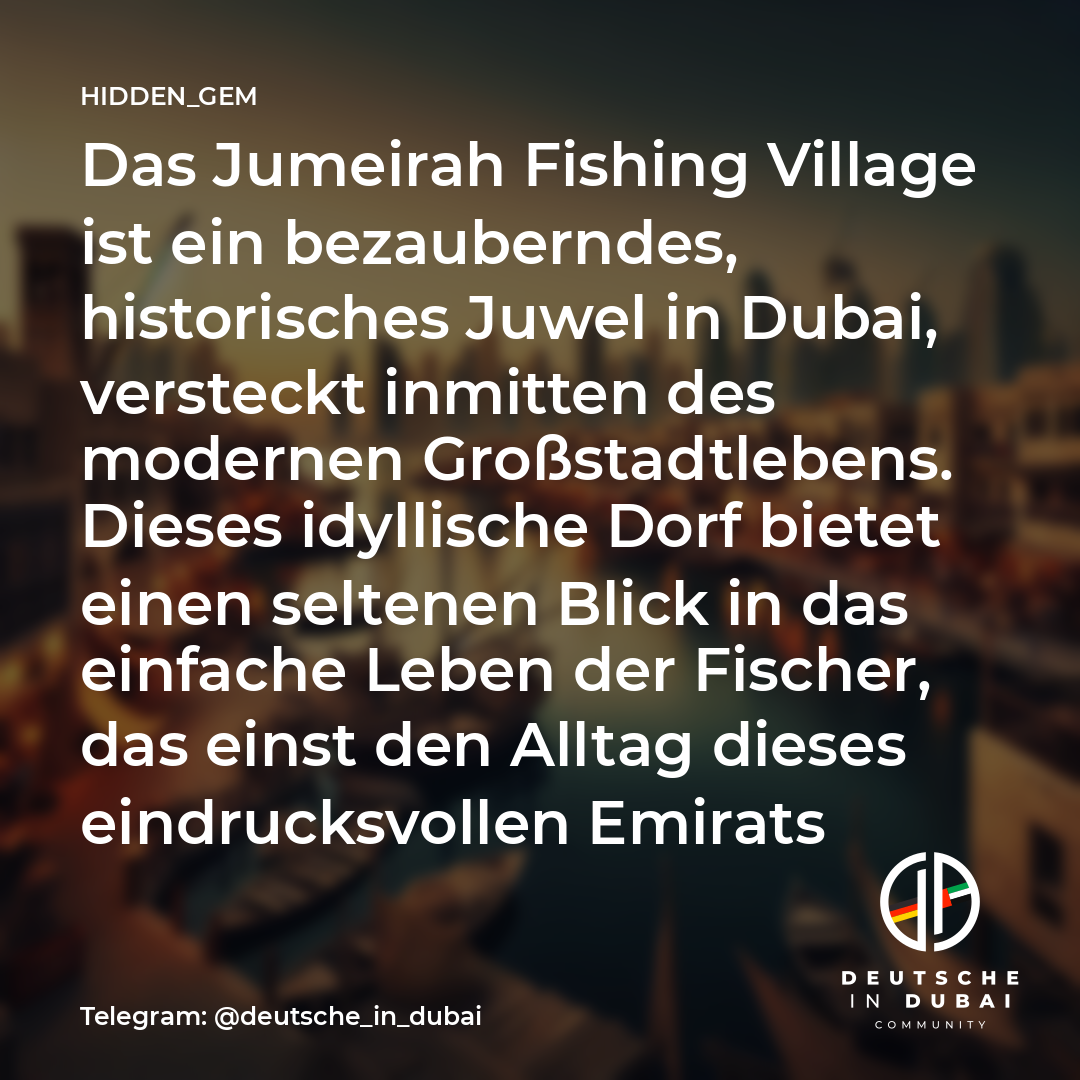 HIDDEN_GEM
Das Jumeirah Fishing Village
ist ein bezauberndes,
historisches Juwel in Dubai,
versteckt inmitten des
modernen Großstadtlebens.
Dieses idyllische Dorf bietet
einen seltenen Blick in das
einfache Leben der Fischer,
das einst den Alltag dieses
eindrucksvollen Emirats
DEUTSCHE
IN DUBAI
COMMUNITY
Telegram: @deutsche_in_dubai